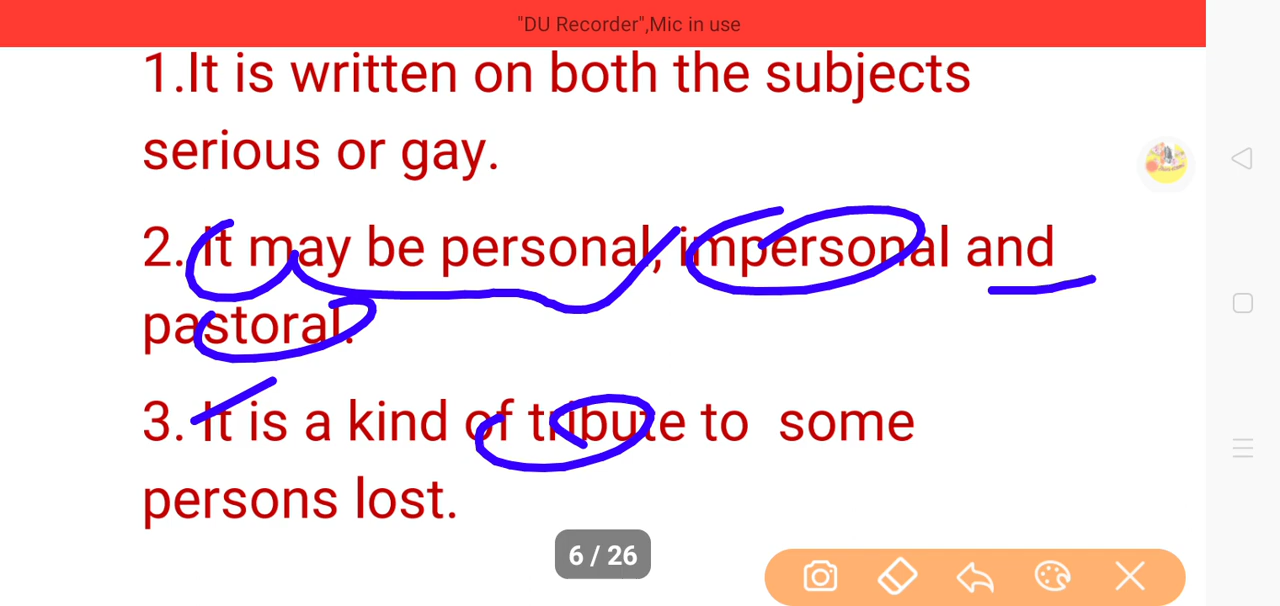 "DU Recorder",Mic in use
1.It is written on both the subjects
serious or gay.
2. It may be personal, impersonal and
pastoral.
3. It is a kind of tribute to  some
persons lost.
6 / 26